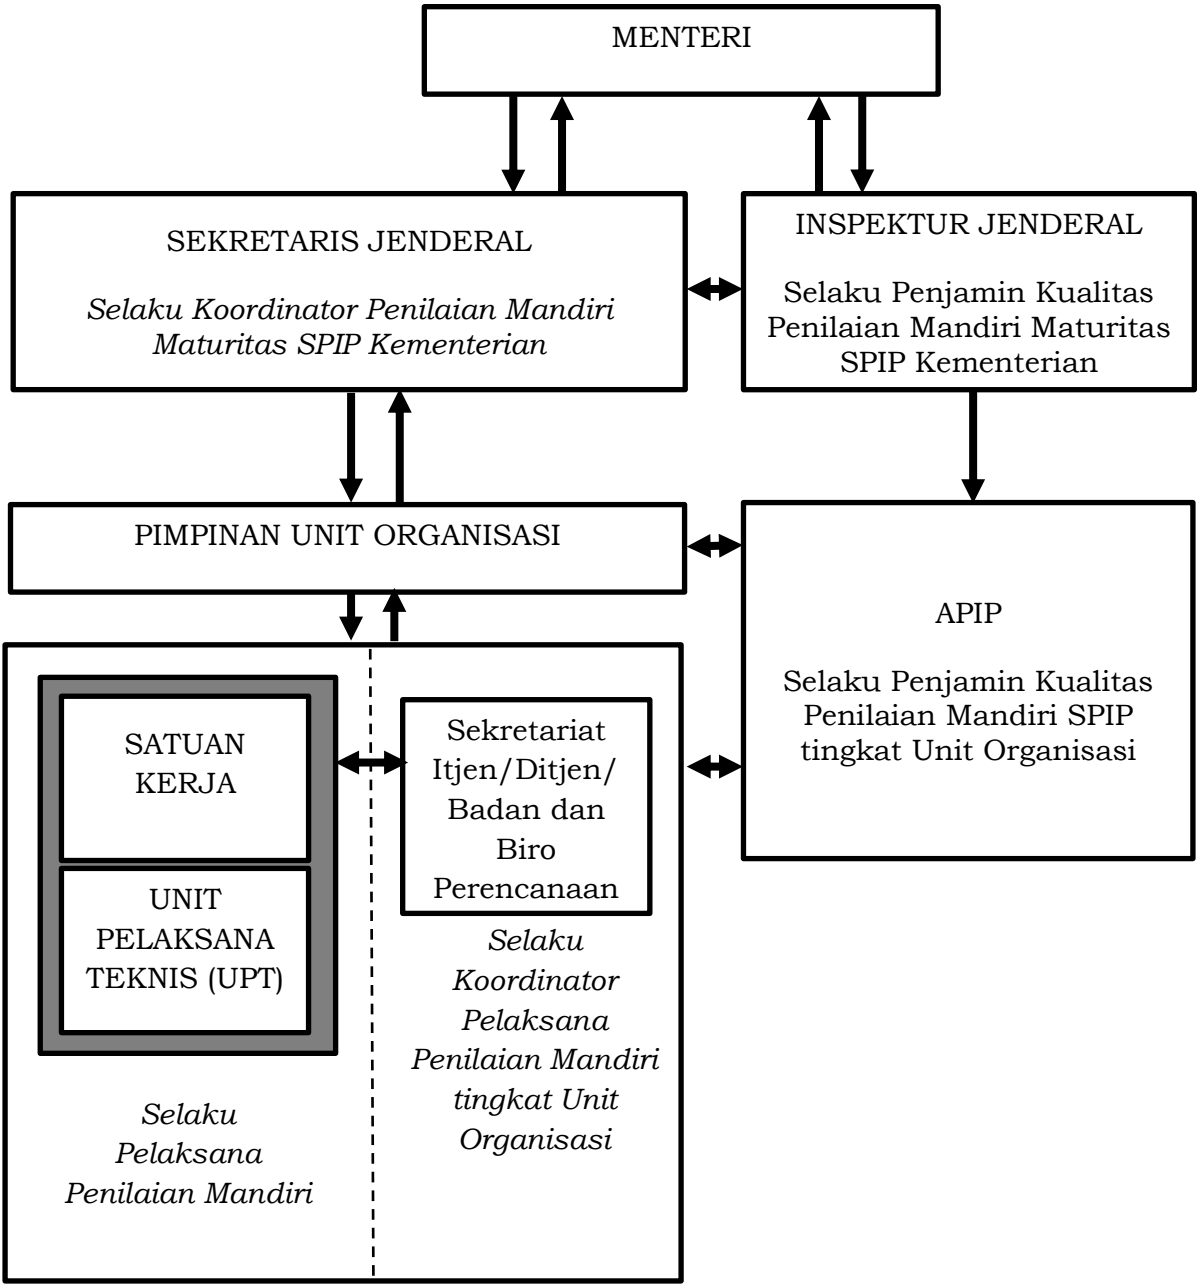 MENTERI
SEKRETARIS JENDERAL
Selaku Koordinator Penilaian Mandiri
Maturitas SPIP Kementerian
INSPEKTUR JENDERAL
Selaku Penjamin Kualitas
Penilaian Mandiri Maturitas
SPIP Kementerian
PIMPINAN UNIT ORGANISASI
APIP
Selaku Penjamin Kualitas
Penilaian Mandiri SPIP
tingkat Unit Organisasi
SATUAN
KERJA
UNIT
PELAKSANA
TEKNIS (UPT)
Selaku
Pelaksana
Penilaian Mandiri
Sekretariat
Itjen/Ditjen/
Badan dan
Biro
Perencanaan
Selaku
Koordinator
Pelaksana
Penilaian Mandiri
tingkat Unit
Organisasi